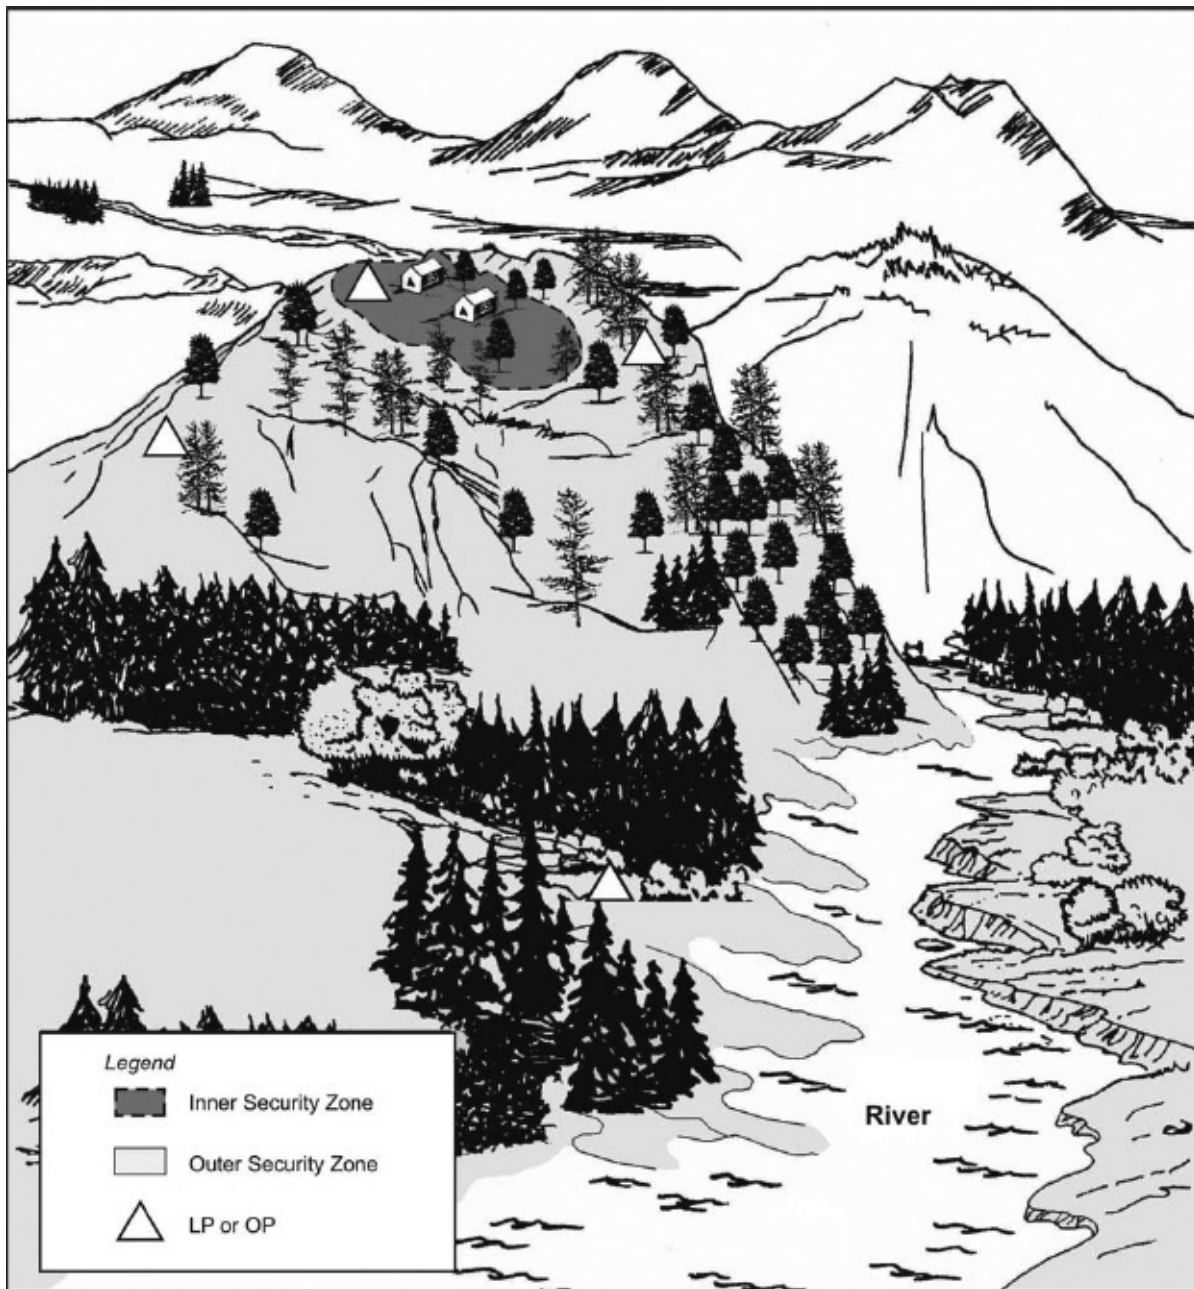 River
Legend
Inner Security Zone
Outer Security Zone
LP or OP